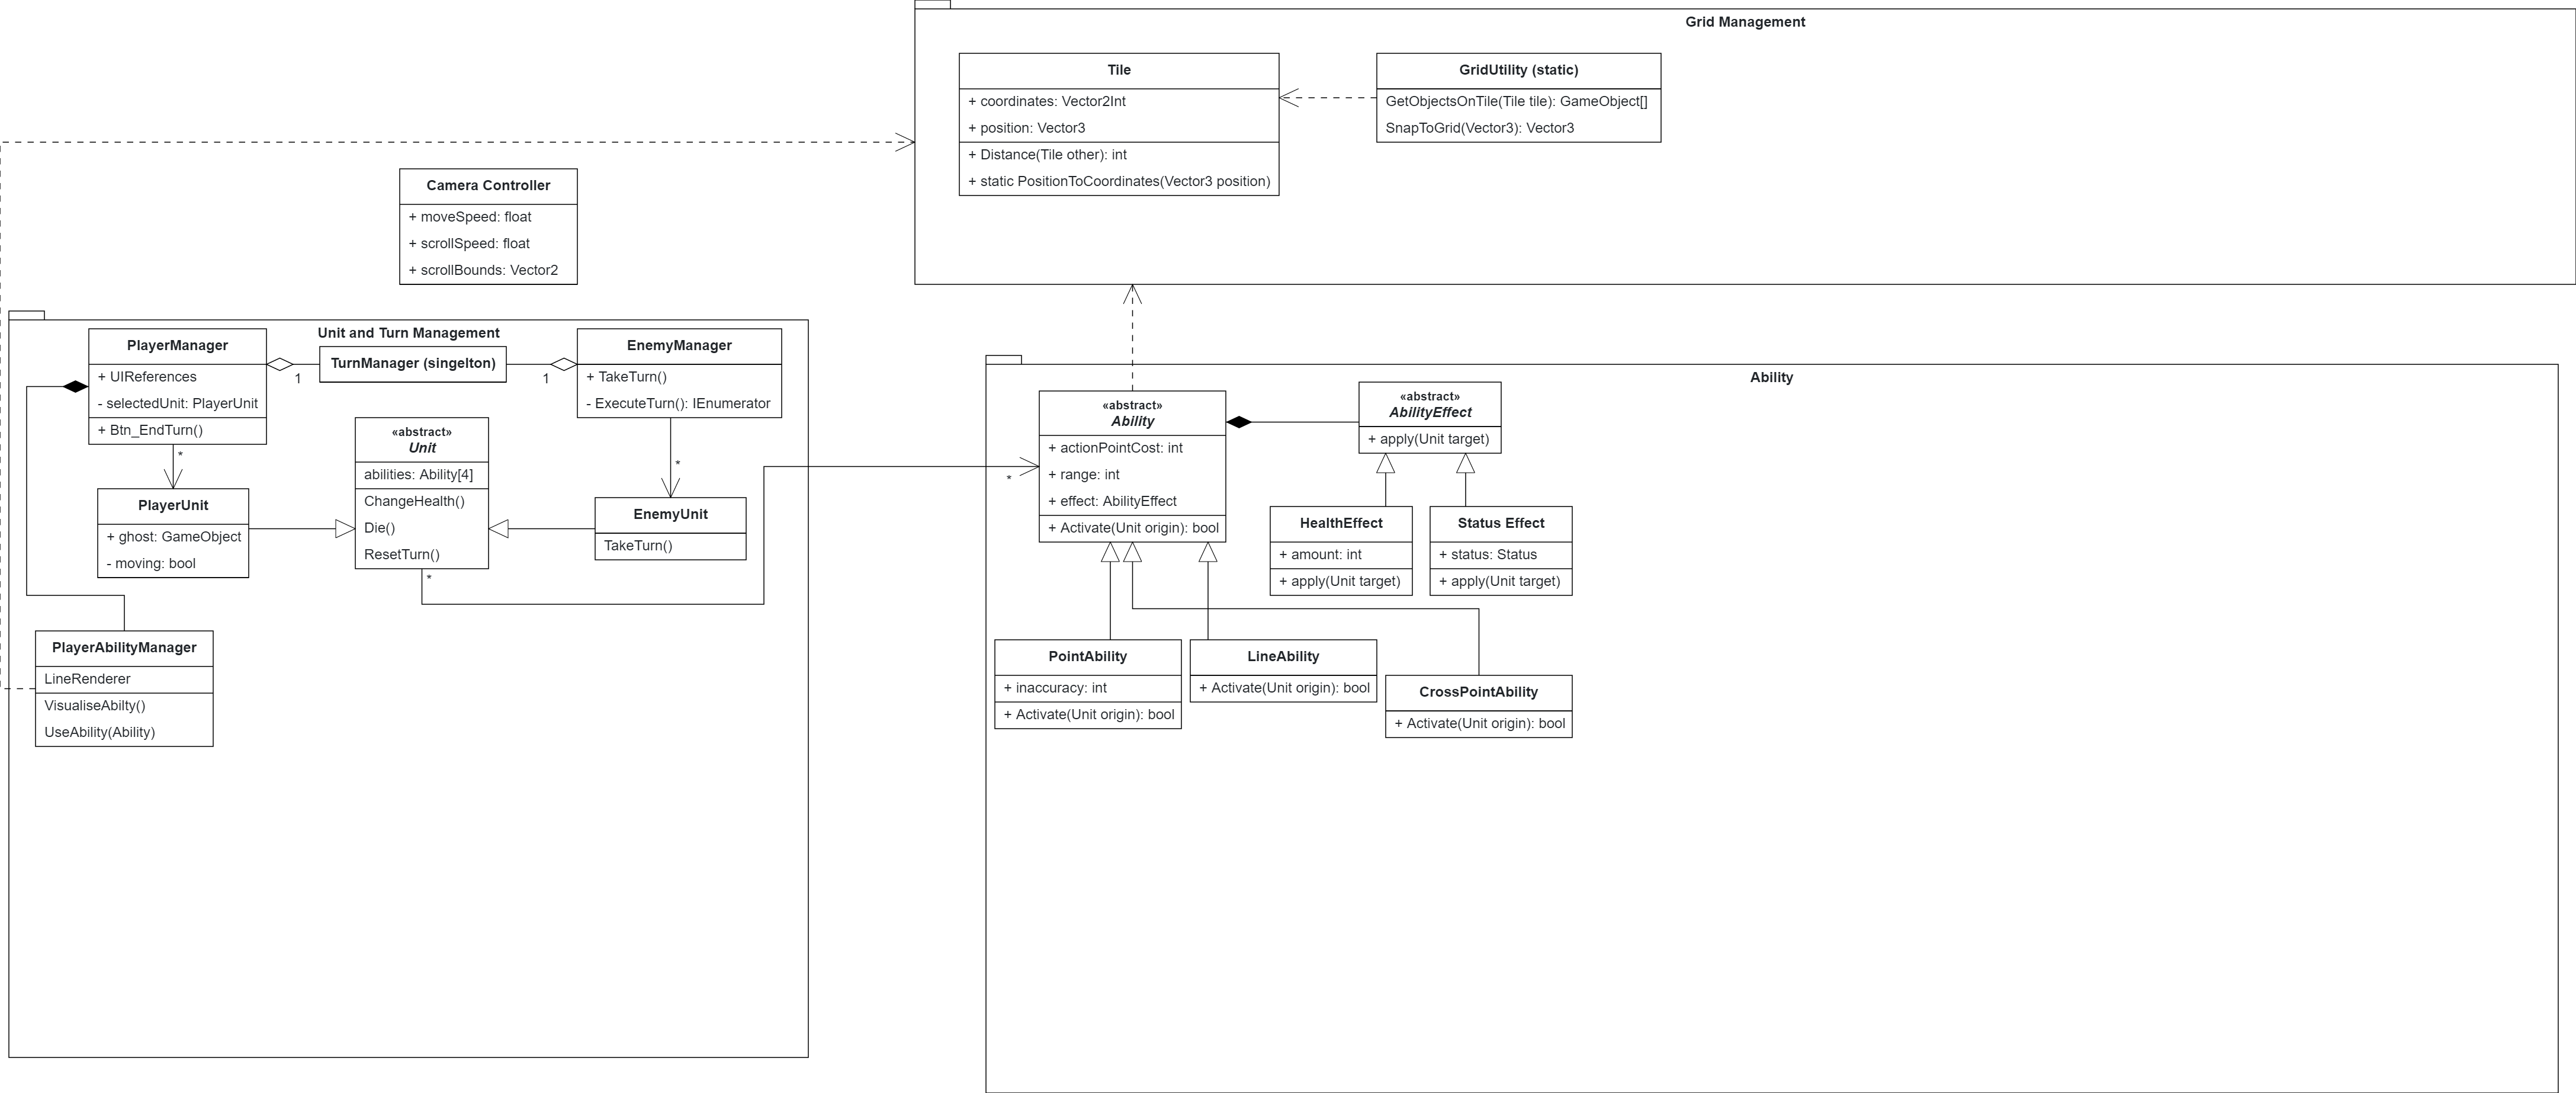 Grid Management
Tile
+ coordinates: Vector2Int
+ position: Vector3
+ Distance(Tile other): int
+ static PositionToCoordinates(Vector3 position)
GridUtility (static)
GetObjectsOnTile(Tile tile): GameObject[]
SnapToGrid(Vector3): Vector3
Camera Controller
+ moveSpeed: float
+ scrollSpeed: float
+ scrollBounds: Vector2
Unit and Turn Management
PlayerManager
+ UIReferences
- selectedUnit: PlayerUnit
+ Btn_EndTurn()
1
TurnManager (singelton)
1
EnemyManager
+ TakeTurn()
- ExecuteTurn(): IEnumerator
*
*
«abstract»
Unit
abilities: Ability[4]
ChangeHealth()
Die()
ResetTurn()
*
PlayerUnit
+ ghost: GameObject
- moving: bool
EnemyUnit
TakeTurn()
PlayerAbilityManager
LineRenderer
VisualiseAbilty()
UseAbility(Ability)
Ability
*
«abstract»
Ability
+ actionPointCost: int
+ range: int
+ effect: AbilityEffect
+ Activate(Unit origin): bool
«abstract»
AbilityEffect
+ apply(Unit target)
HealthEffect
+ amount: int
+ apply(Unit target)
Status Effect
+ status: Status
+ apply(Unit target)
PointAbility
+ inaccuracy: int
+ Activate(Unit origin): bool
LineAbility
+ Activate(Unit origin): bool
CrossPointAbility
+ Activate(Unit origin): bool